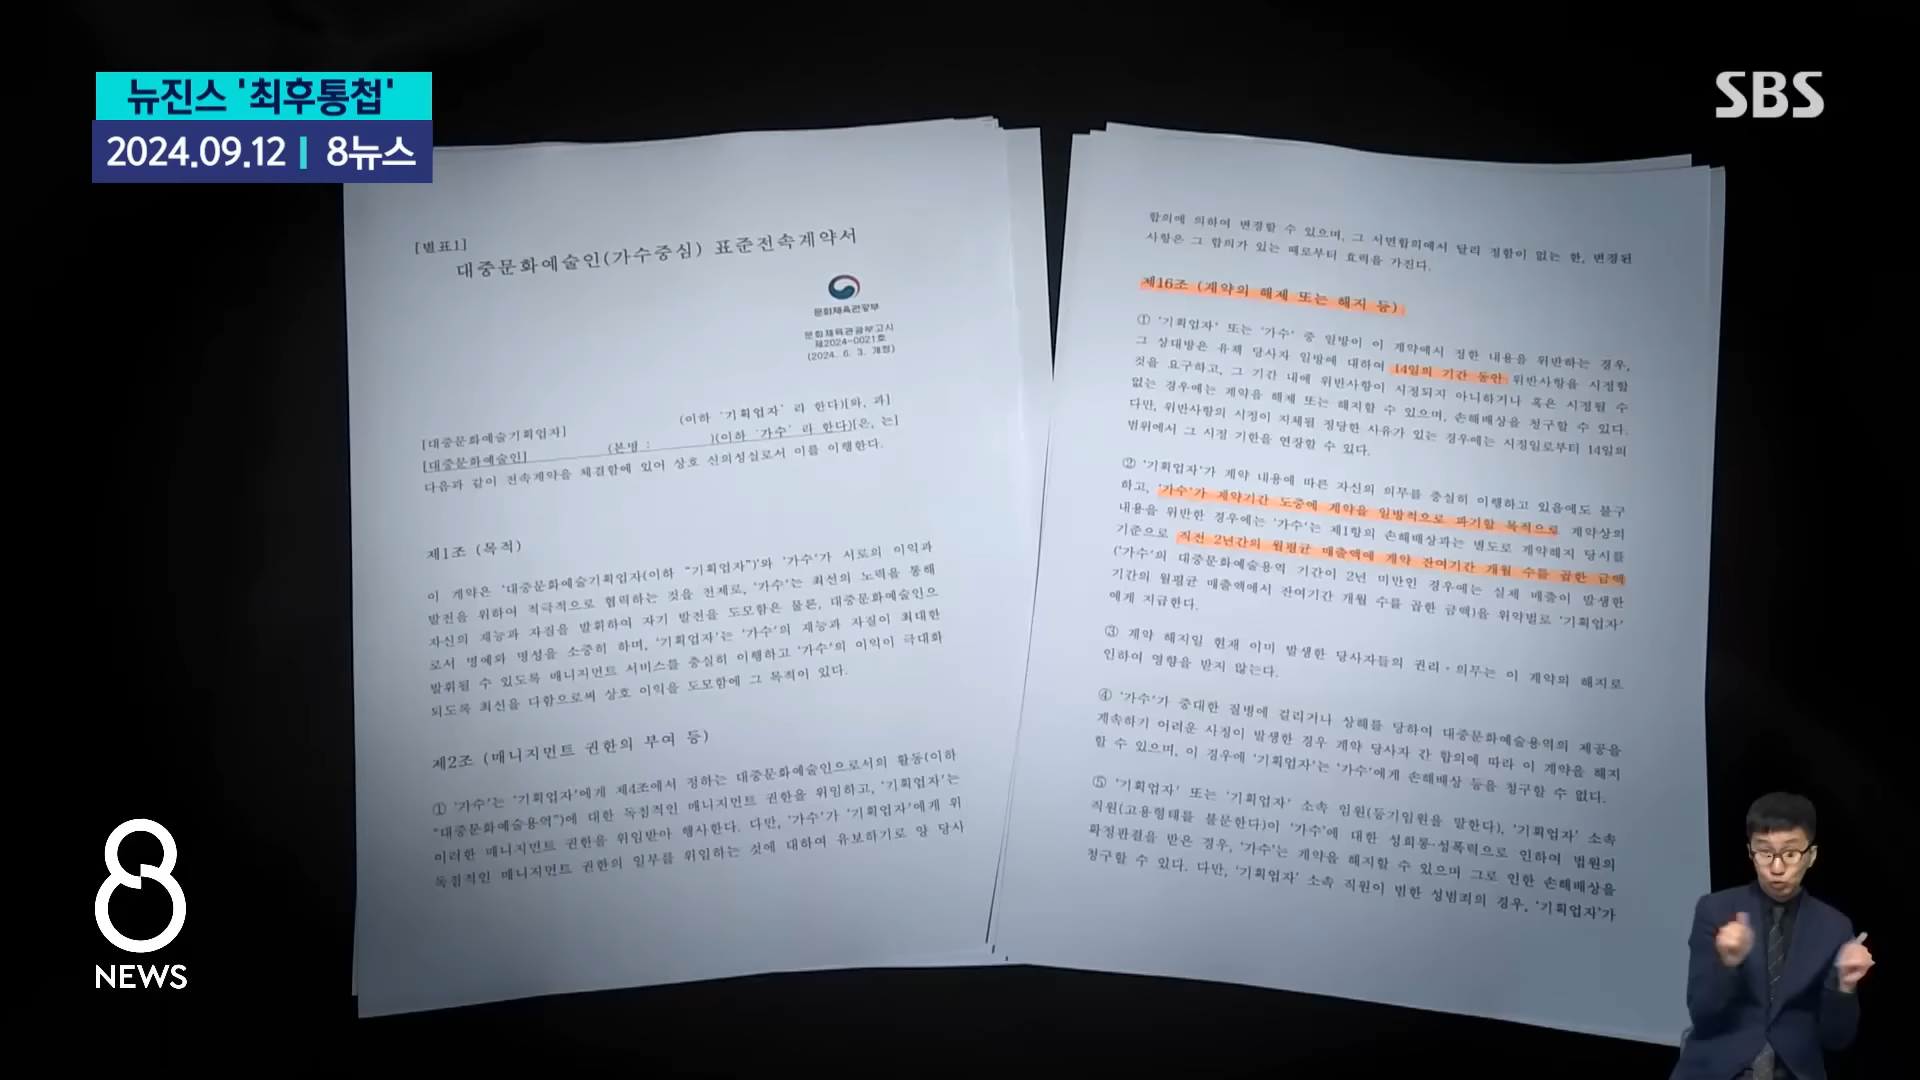 뉴진스 '최후통첩'
2024.09.12 | 8뉴스
SBS
[별표1]
대중문화예술인(가수중심) 표준전속계약서
문화체육관광부
문화체육관광부고시
제2024-0021호
(2024. 6. 3. 개정)
[대중문화예술기획업자] (이하 '기획업자' 라 한다)[와, 과]
[대중문화예술인] (본명 : )(이하 '가수' 라 한다)[은, 는]
다음과 같이 전속계약을 체결함에 있어 상호 신의성실로서 이를 이행한다.
제1조 (목적)
이 계약은 '대중문화예술기획업자(이하 “기획업자”)'와 '가수'가 서로의 이익과
발전을 위하여 적극적으로 협력하는 것을 전제로, '가수'는 최선의 노력을 통해
자신의 재능과 자질을 발휘하여 자기 발전을 도모함은 물론, 대중문화예술인으
로서 명예와 명성을 소중히 하며, '기획업자'는 '가수'의 재능과 자질이 최대한
발휘될 수 있도록 매니지먼트 서비스를 충실히 이행하고 '가수'의 이익이 극대화
되도록 최선을 다함으로써 상호 이익을 도모함에 그 목적이 있다.
제2조 (매니지먼트 권한의 부여 등)
① '가수'는 '기획업자'에게 제4조에서 정하는 대중문화예술인으로서의 활동(이하
“대중문화예술용역”)에 대한 독점적인 매니지먼트 권한을 위임하고, '기획업자'는
이러한 매니지먼트 권한을 위임받아 행사한다. 다만, '가수'가 '기획업자'에게 위
독점적인 매니지먼트 권한의 일부를 위임하는 것에 대하여 유보하기로 양 당사
합의에 의하여 변경할 수 있으며, 그 서면합의에서 달리 정함이 없는 한, 변경된
사항은 그 합의가 있는 때로부터 효력을 가진다.
제16조 (계약의 해제 또는 해지 등)
① '기획업자' 또는 '가수' 중 일방이 이 계약에서 정한 내용을 위반하는 경우,
그 상대방은 유책 당사자 일방에 대하여 14일의 기간 동안 위반사항을 시정할
것을 요구하고, 그 기간 내에 위반사항이 시정되지 아니하거나 혹은 시정될 수
없는 경우에는 계약을 해제 또는 해지할 수 있으며, 손해배상을 청구할 수 있다.
다만, 위반사항의 시정이 지체될 정당한 사유가 있는 경우에는 시정일로부터 14일의
범위에서 그 시정 기한을 연장할 수 있다.
② '기획업자'가 계약 내용에 따른 자신의 의무를 충실히 이행하고 있음에도 불구
하고, '가수'가 계약기간 도중에 계약을 일방적으로 파기할 목적으로 계약상의
내용을 위반한 경우에는 '가수'는 제1항의 손해배상과는 별도로 계약해지 당시를
기준으로 직전 2년간의 월평균 매출액에 계약 잔여기간 개월 수를 곱한 금액
('가수'의 대중문화예술용역 기간이 2년 미만인 경우에는 실제 매출이 발생한
기간의 월평균 매출액에서 잔여기간 개월 수를 곱한 금액)을 위약벌로 '기획업자'
에게 지급한다.
③ 계약 해지일 현재 이미 발생한 당사자들의 권리·의무는 이 계약의 해지로
인하여 영향을 받지 않는다.
④ '가수'가 중대한 질병에 걸리거나 상해를 당하여 대중문화예술용역의 제공을
계속하기 어려운 사정이 발생한 경우 계약 당사자 간 합의에 따라 이 계약을 해지
할 수 있으며, 이 경우에 '기획업자'는 '가수'에게 손해배상 등을 청구할 수 없다.
⑤ '기획업자' 또는 '기획업자' 소속 임원(등기임원을 말한다), '기획업자' 소속
직원(고용형태를 불문한다)이 '가수'에 대한 성희롱·성폭력으로 인하여 법원의
확정판결을 받은 경우, '가수'는 계약을 해지할 수 있으며 그로 인한 손해배상을
청구할 수 있다. 다만, '기획업자' 소속 직원이 범한 성범죄의 경우, '기획업자'가
8
NEWS